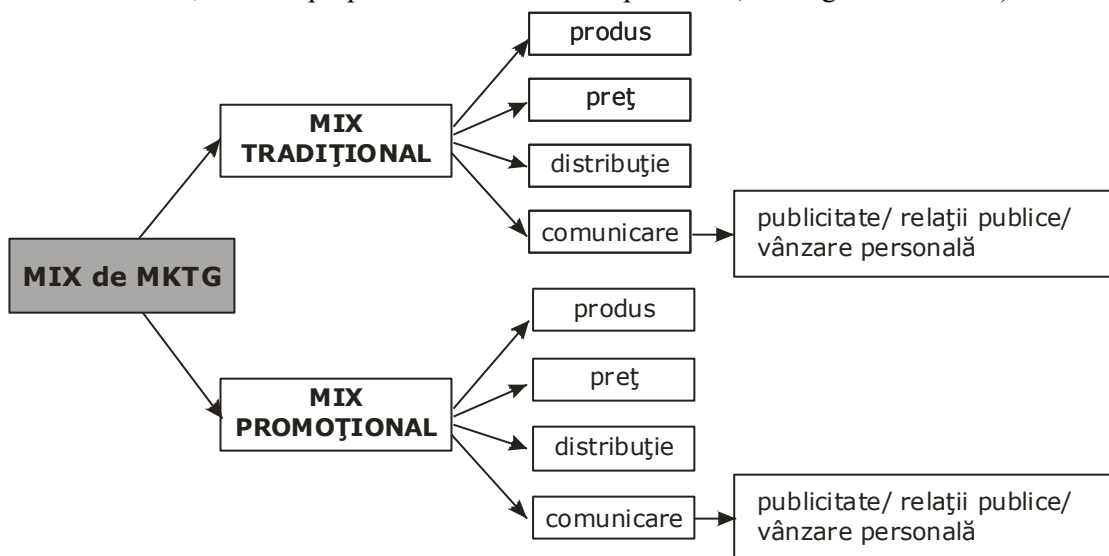 produs
preţ
MIX
TRADIŢIONAL
distribuţie
comunicare
publicitate/ relaţii publice/
vânzare personală
MIX de MKTG
produs
preţ
MIX
PROMOŢIONAL
distribuţie
comunicare
publicitate/ relaţii publice/
vânzare personală